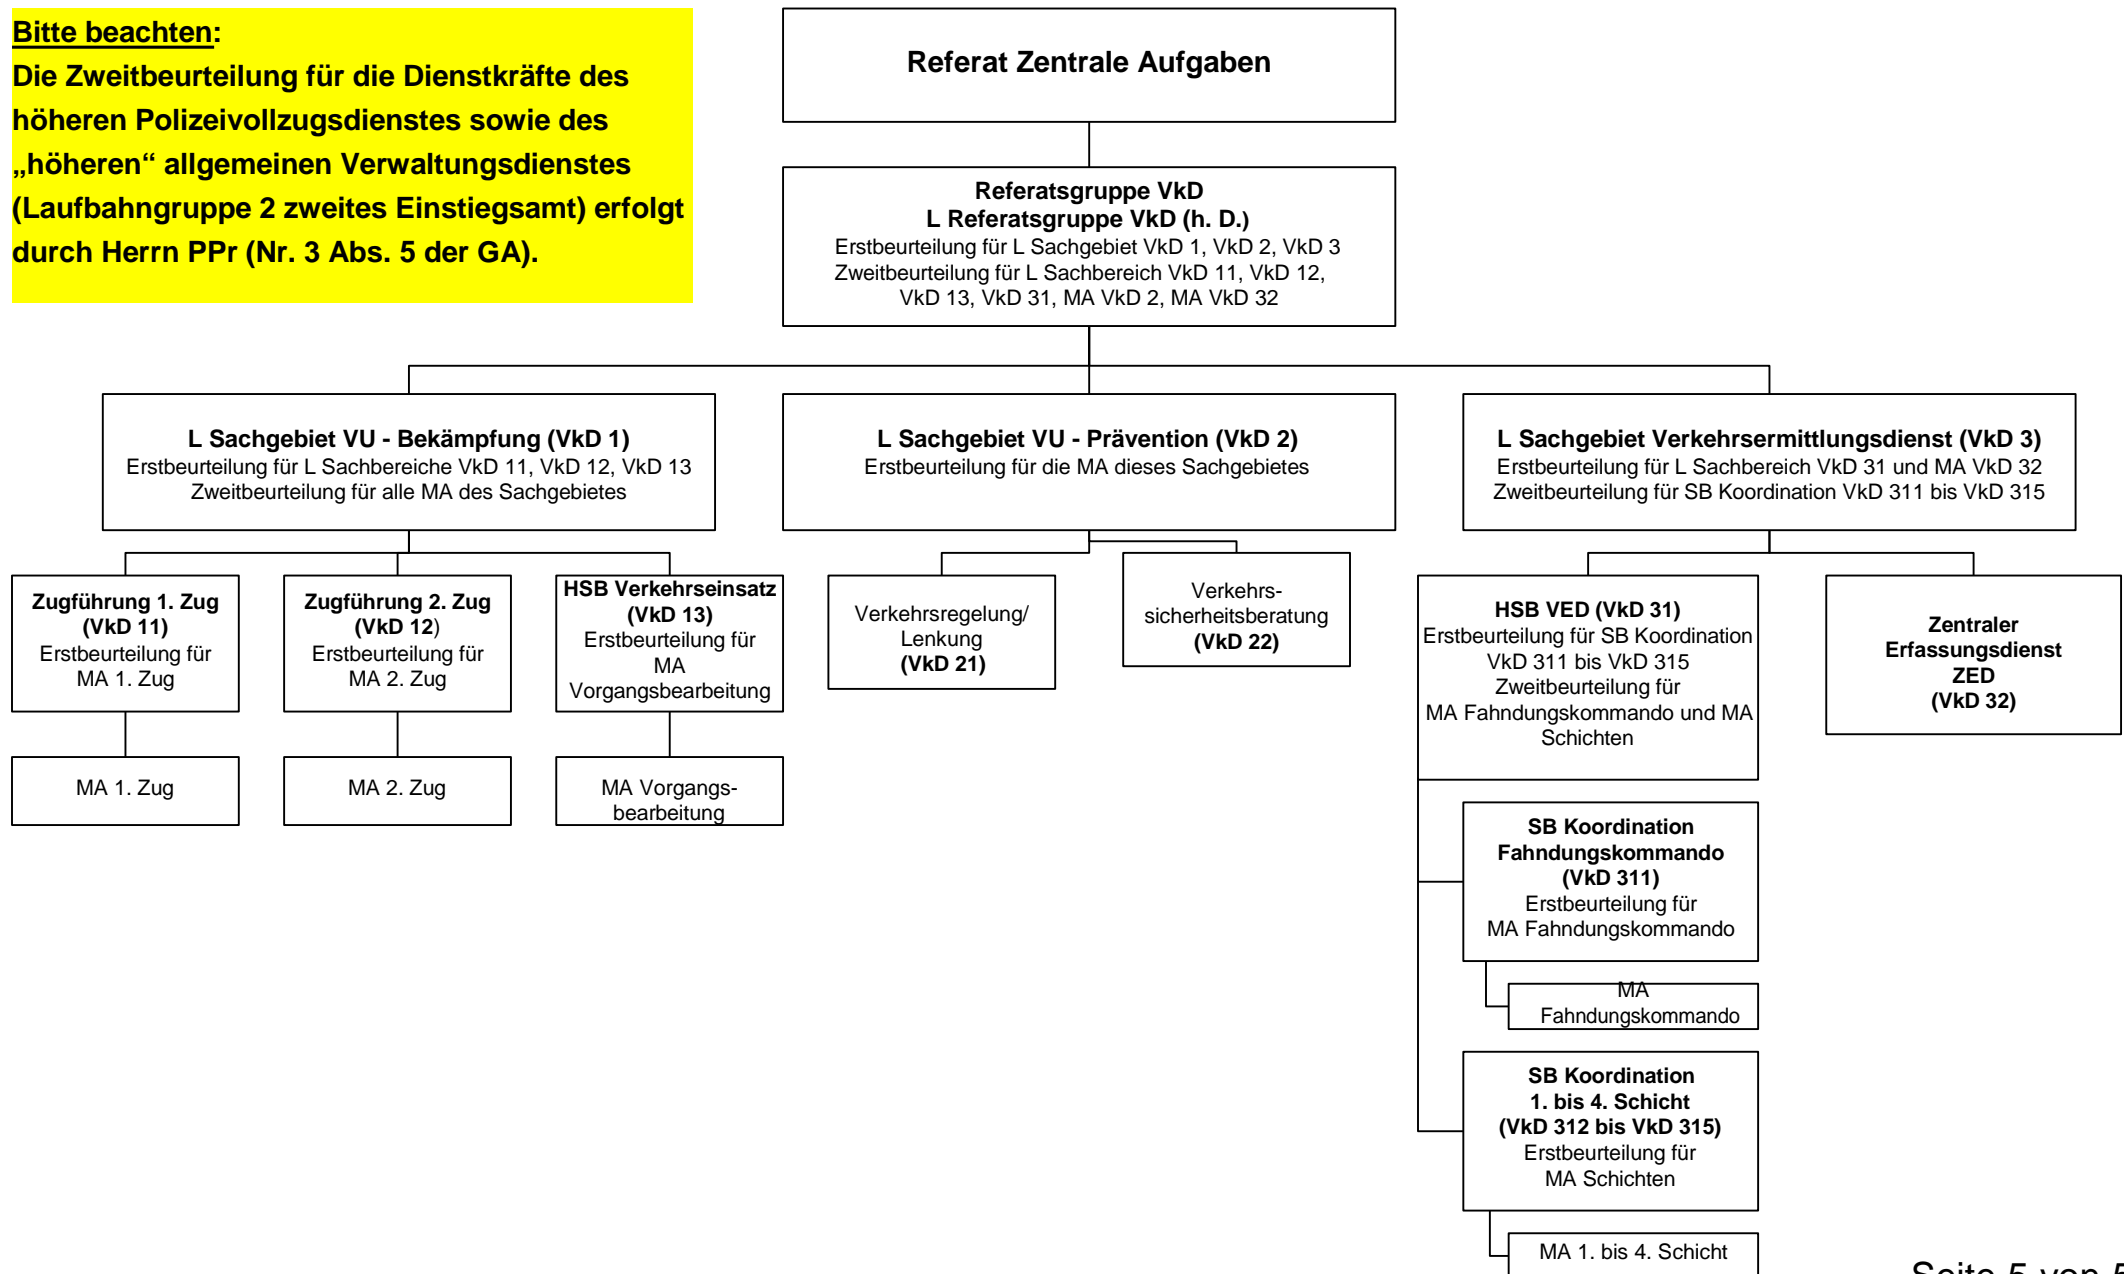 Bitte beachten:
Die Zweitbeurteilung für die Dienstkräfte des
höheren Polizeivollzugsdienstes sowie des
„höheren“ allgemeinen Verwaltungsdienstes
(Laufbahngruppe 2 zweites Einstiegsamt) erfolgt
durch Herrn PPr (Nr. 3 Abs. 5 der GA).
Referat Zentrale Aufgaben
Referatsgruppe VkD
L Referatsgruppe VkD (h. D.)
Erstbeurteilung für L Sachgebiet VkD 1, VkD 2, VkD 3
Zweitbeurteilung für L Sachbereich VkD 11, VkD 12,
VkD 13, VkD 31, MA VkD 2, MA VkD 32
L Sachgebiet VU - Bekämpfung (VkD 1)
Erstbeurteilung für L Sachbereiche VkD 11, VkD 12, VkD 13
Zweitbeurteilung für alle MA des Sachgebietes
L Sachgebiet VU - Prävention (VkD 2)
Erstbeurteilung für die MA dieses Sachgebietes
L Sachgebiet Verkehrsermittlungsdienst (VkD 3)
Erstbeurteilung für L Sachbereich VkD 31 und MA VkD 32
Zweitbeurteilung für SB Koordination VkD 311 bis VkD 315
Zugführung 1. Zug
(VkD 11)
Erstbeurteilung für
MA 1. Zug
Zugführung 2. Zug
(VkD 12)
Erstbeurteilung für
MA 2. Zug
HSB Verkehrseinsatz
(VkD 13)
Erstbeurteilung für
MA
Vorgangsbearbeitung
Verkehrsregelung/
Lenkung
(VkD 21)
Verkehrs-
sicherheitsberatung
(VkD 22)
HSB VED (VkD 31)
Erstbeurteilung für SB Koordination
VkD 311 bis VkD 315
Zweitbeurteilung für
MA Fahndungskommando und MA
Schichten
Zentraler
Erfassungsdienst
ZED
(VkD 32)
MA 1. Zug
MA 2. Zug
MA Vorgangs-
bearbeitung
SB Koordination
Fahndungskommando
(VkD 311)
Erstbeurteilung für
MA Fahndungskommando
MA
Fahndungskommando
SB Koordination
1. bis 4. Schicht
(VkD 312 bis VkD 315)
Erstbeurteilung für
MA Schichten
MA 1. bis 4. Schicht
Seite 5 von 5